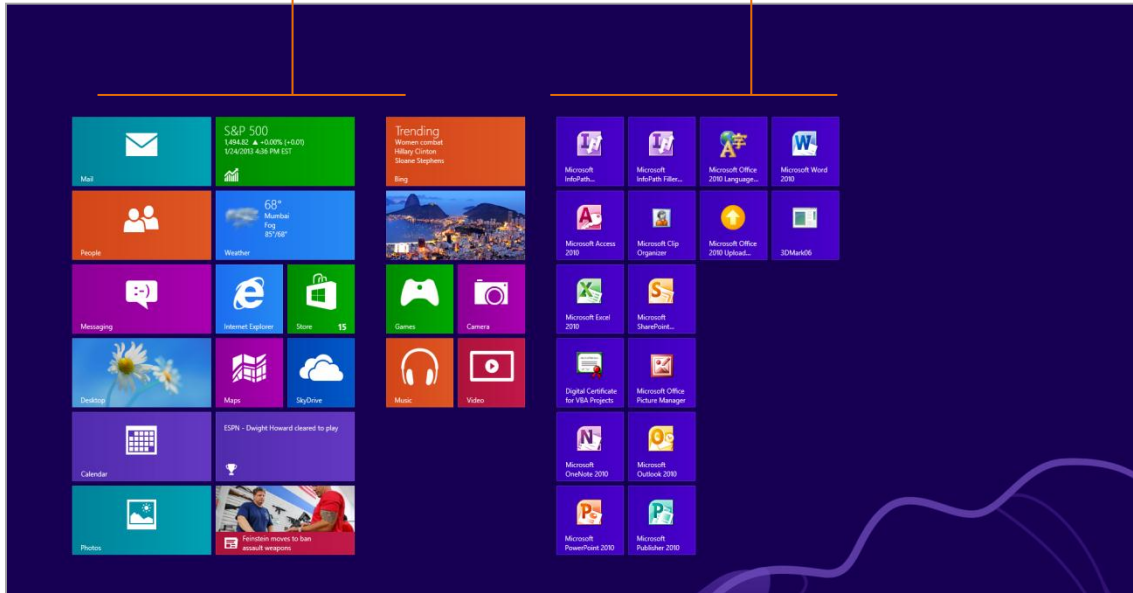 Mail
S&P 500
1,494.82 ▲ +0.00% (+0.01)
1/24/2013 4:36 PM EST
Trending
Women combat
Hillary Clinton
Sloane Stephens
Bing
People
68°
Mumbai
Fog
85°/68°
Weather
Messaging
:-)
Internet Explorer
Store
15
Games
Camera
Desktop
Maps
SkyDrive
Music
Video
Calendar
ESPN - Dwight Howard cleared to play
Photos
Feinstein moves to ban
assault weapons
Microsoft
InfoPath...
Microsoft
InfoPath Filler...
Microsoft Office
2010 Language...
Microsoft Word
2010
Microsoft Access
2010
Microsoft Clip
Organizer
Microsoft Office
2010 Upload...
3DMark06
Microsoft Excel
2010
Microsoft
SharePoint...
Digital Certificate
for VBA Projects
Microsoft Office
Picture Manager
Microsoft
OneNote 2010
Microsoft
Outlook 2010
Microsoft
PowerPoint 2010
Microsoft
Publisher 2010